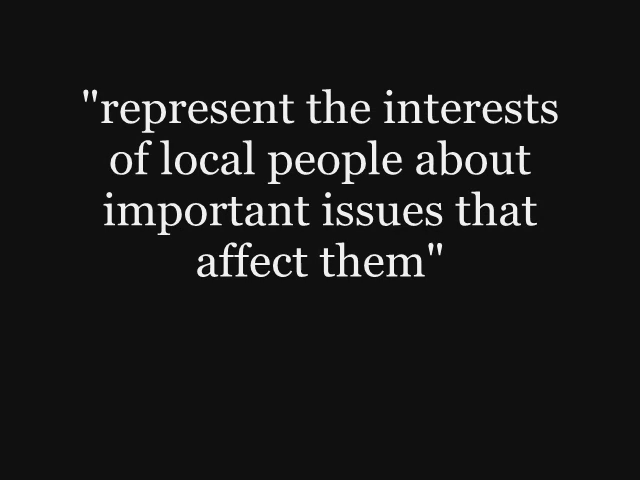 "represent the interests
of local people about
important issues that
affect them"